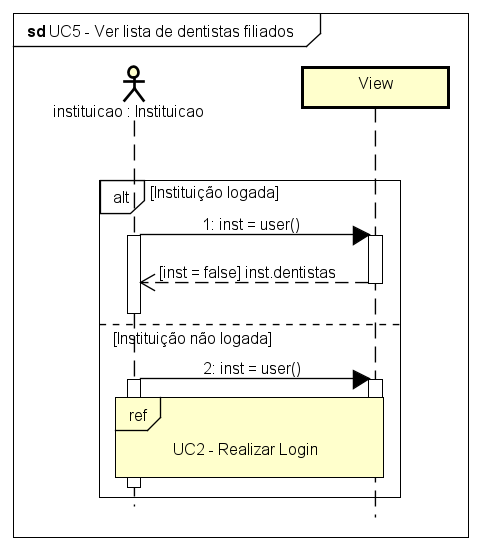 sd UC5 - Ver lista de dentistas filiados
instituicao : Instituicao
View
alt
[Instituição logada]
1: inst = user()
[inst = false] inst.dentistas
[Instituição não logada]
2: inst = user()
ref
UC2 - Realizar Login